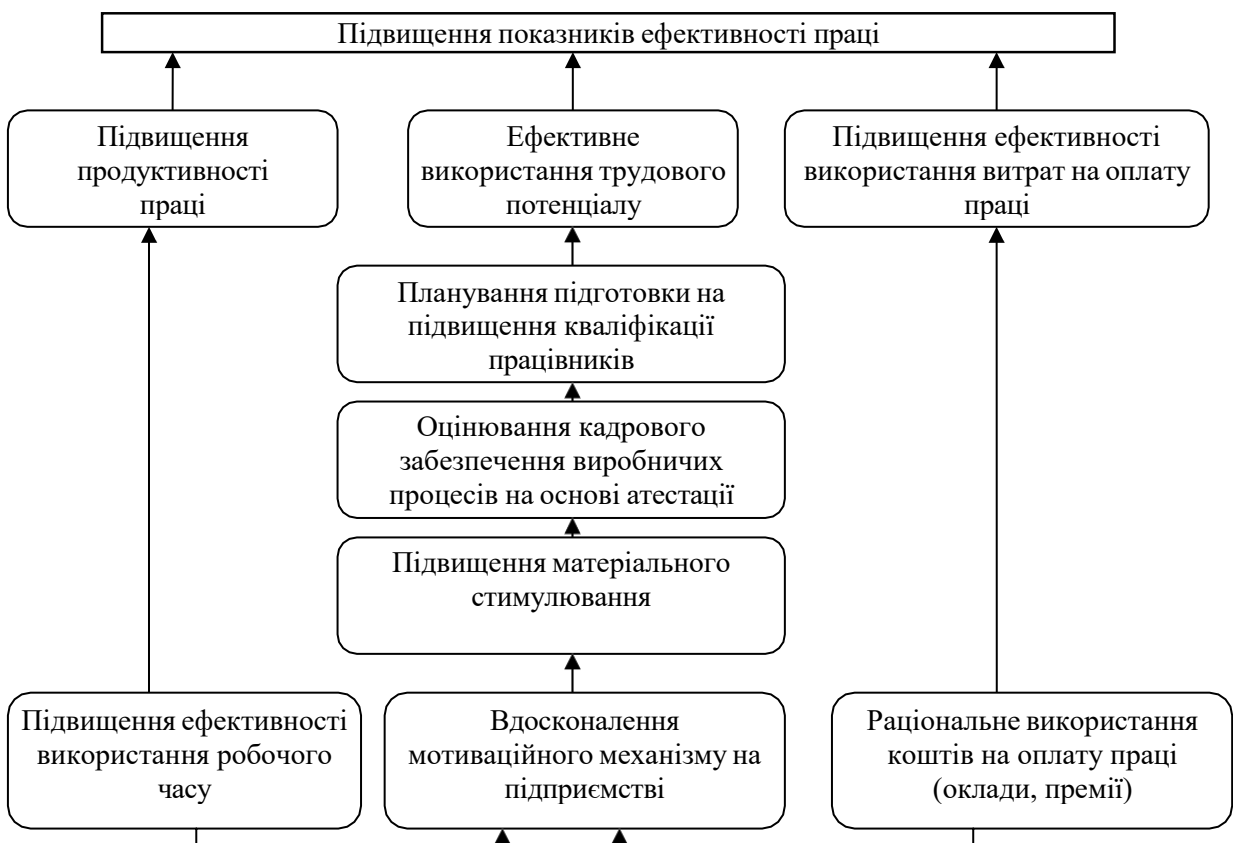 Підвищення показників ефективності праці
Підвищення
продуктивності
праці
Ефективне
використання трудового
потенціалу
Підвищення ефективності
використання витрат на оплату
праці
Планування підготовки на
підвищення кваліфікації
працівників
Оцінювання кадрового
забезпечення виробничих
процесів на основі атестації
Підвищення матеріального
стимулювання
Підвищення ефективності
використання робочого
часу
Вдосконалення
мотиваційного механізму на
підприємстві
Раціональне використання
коштів на оплату праці
(оклади, премії)